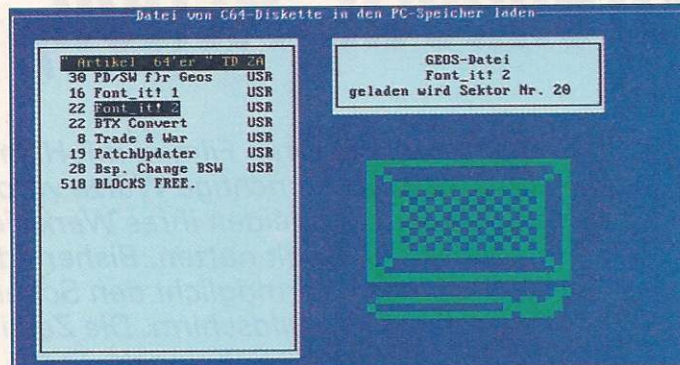 Datei von C64-Diskette in den PC-Speicher laden
" Artikel 64'er " TD 2A
30 PD/SW f}r Geos USR
16 Font_it! 1 USR
22 Font_it! 2 USR
22 BTX Convert USR
8 Trade & War USR
19 PatchUpdater USR
28 Bsp. Change BSW USR
518 BLOCKS FREE.
GEOS-Datei
Font_it! 2
geladen wird Sektor Nr. 20